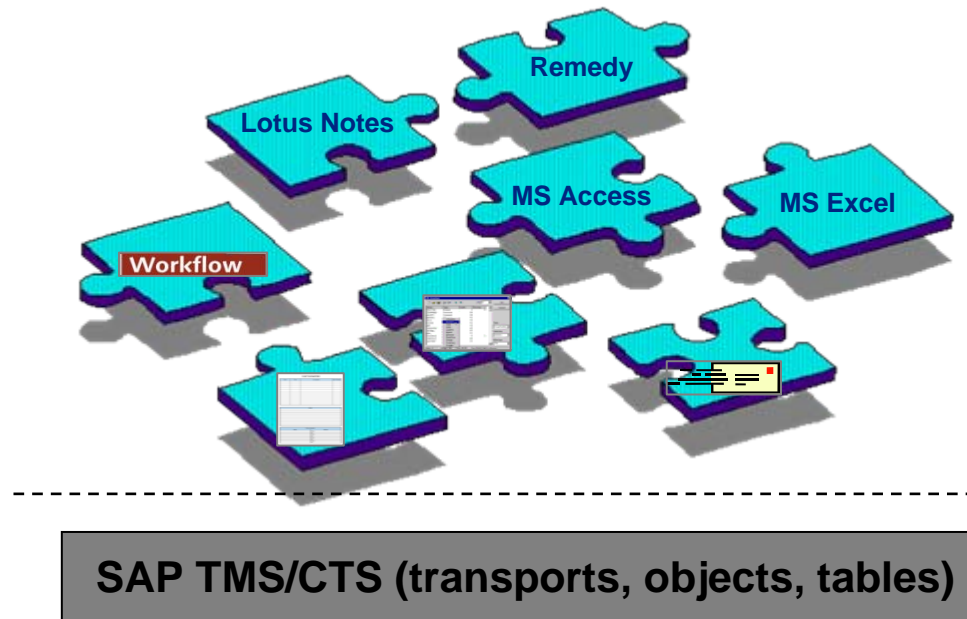 Remedy
Lotus Notes
MS Access
MS Excel
Workflow
SAP TMS/CTS (transports, objects, tables)